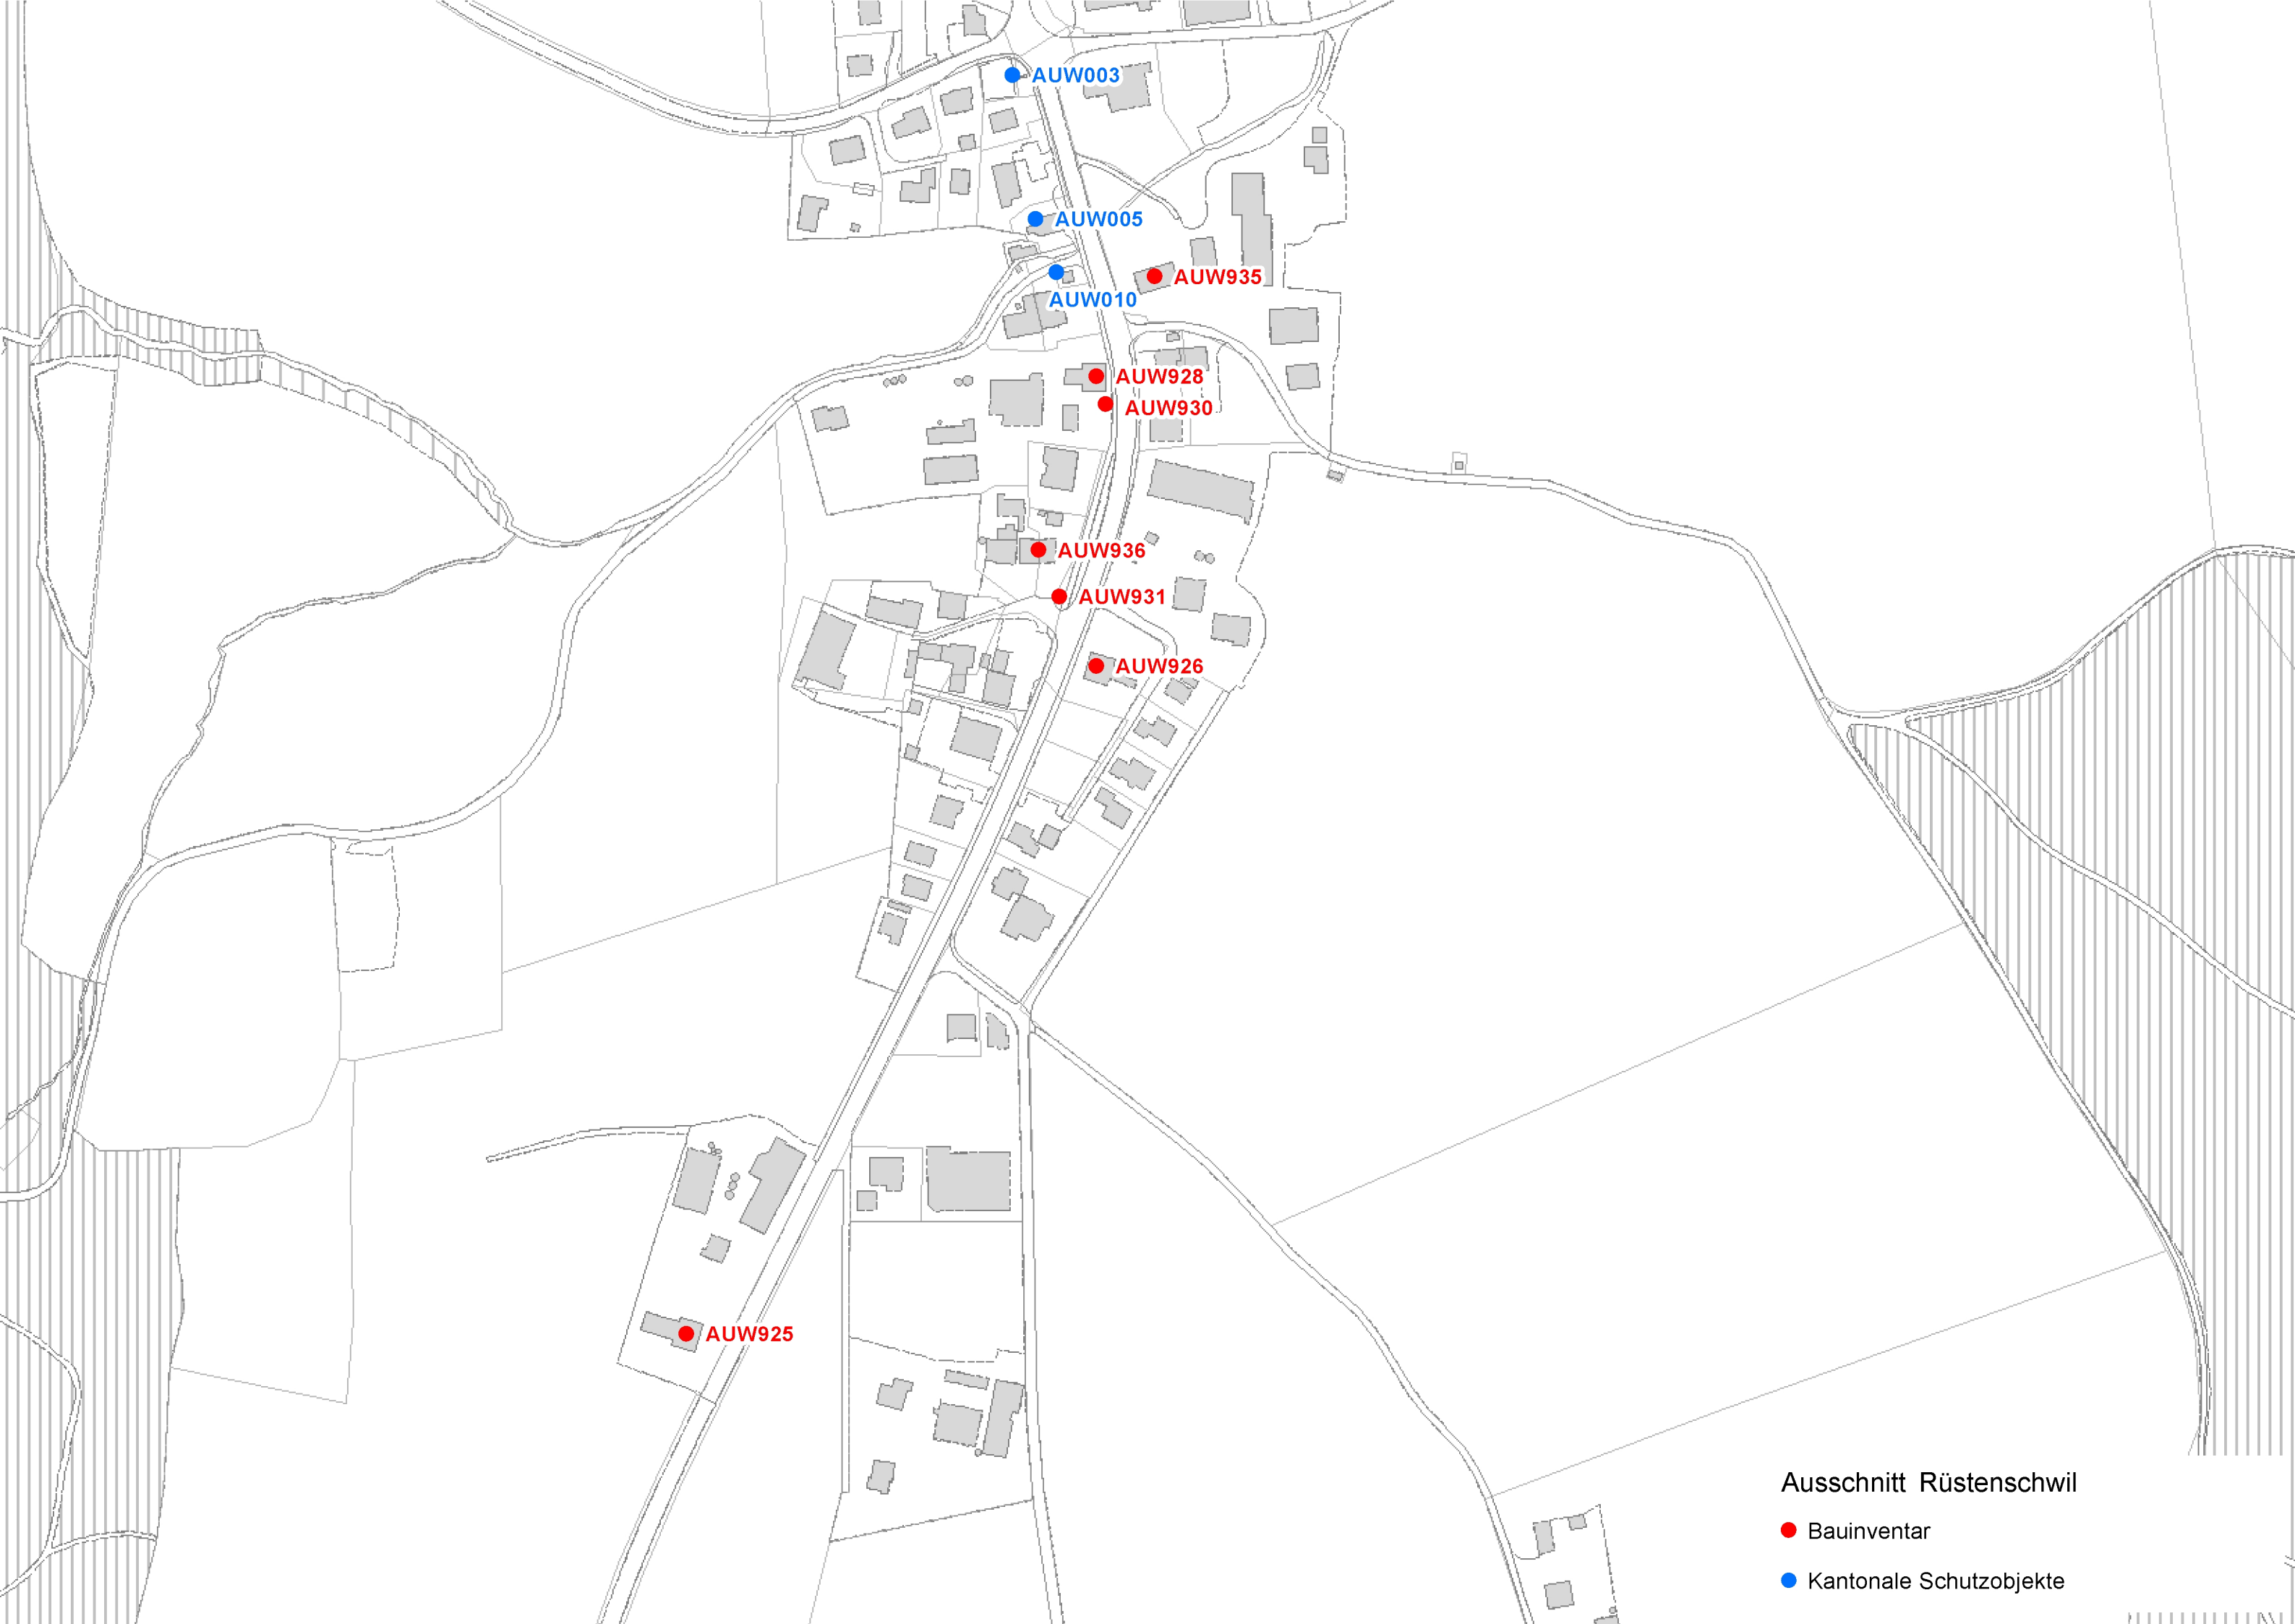 AUW003
AUW005
AUW935
AUW010
AUW928
AUW930
AUW936
AUW931
AUW926
AUW925
Ausschnitt Rüstenschwil
Bauinventar
Kantonale Schutzobjekte